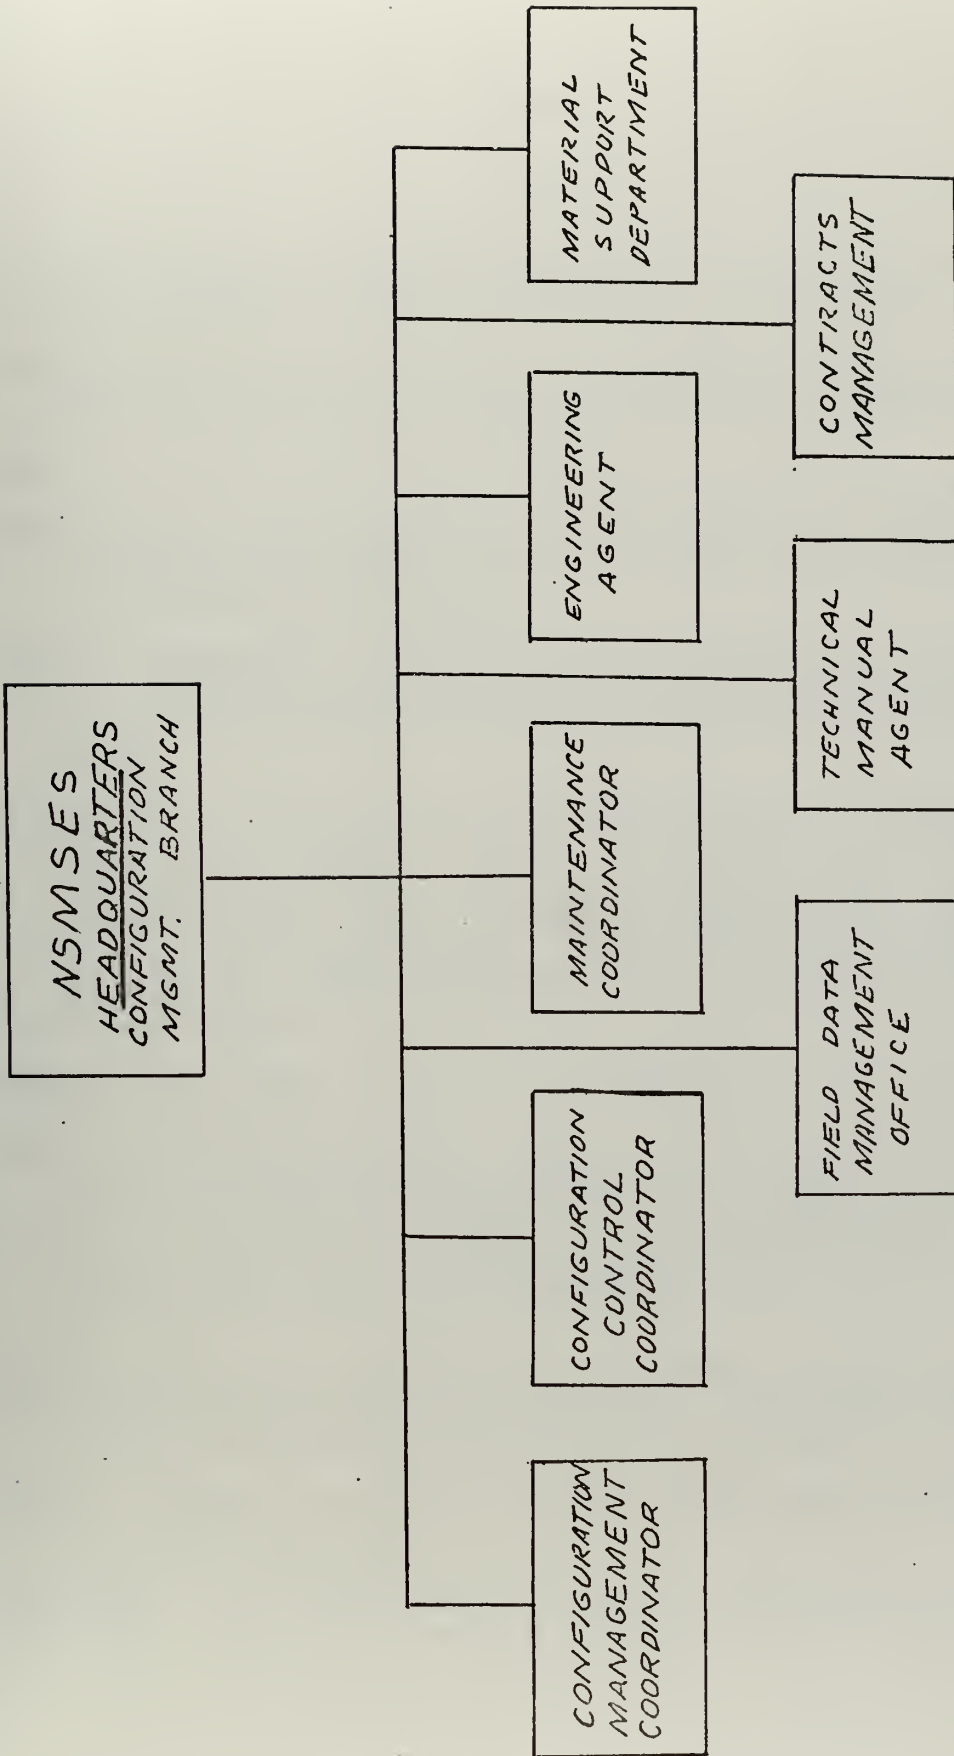 NSMSES
HEADQUARTERS
CONFIGURATION
MGMT. BRANCH
CONFIGURATION
MANAGEMENT
COORDINATOR
CONFIGURATION
CONTROL
COORDINATOR
MAINTENANCE
COORDINATOR
ENGINEERING
AGENT
MATERIAL
SUPPORT
DEPARTMENT
FIELD DATA
MANAGEMENT
OFFICE
TECHNICAL
MANUAL
AGENT
CONTRACTS
MANAGEMENT